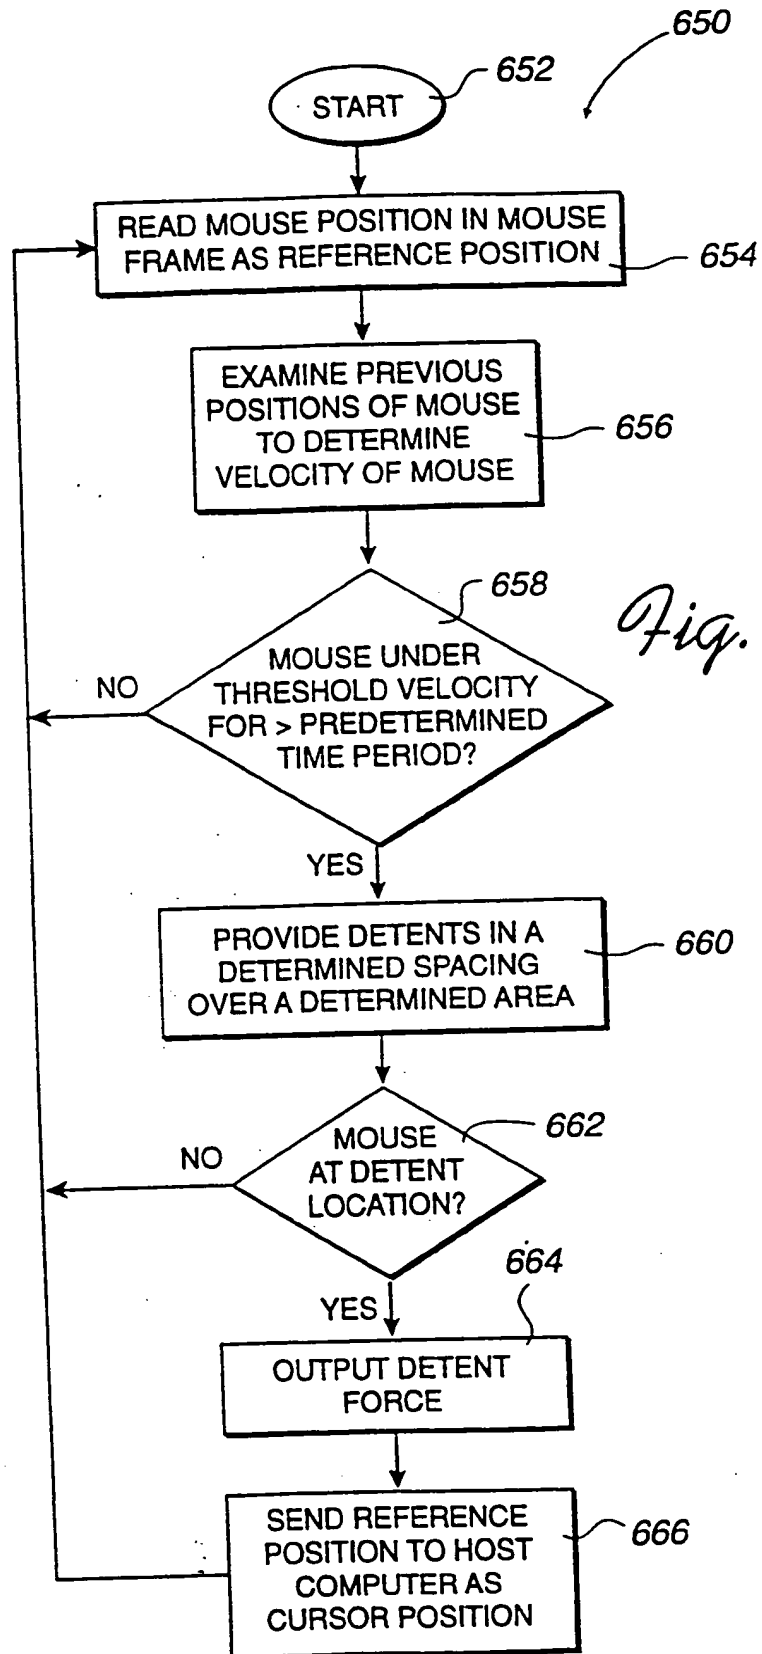 650
652
START
READ MOUSE POSITION IN MOUSE
FRAME AS REFERENCE POSITION
654
EXAMINE PREVIOUS
POSITIONS OF MOUSE
TO DETERMINE
VELOCITY OF MOUSE
656
658
Fig.
MOUSE UNDER
THRESHOLD VELOCITY
FOR > PREDETERMINED
TIME PERIOD?
NO
YES
PROVIDE DETENTS IN A
DETERMINED SPACING
OVER A DETERMINED AREA
660
662
MOUSE
AT DETENT
LOCATION?
NO
664
YES
OUTPUT DETENT
FORCE
SEND REFERENCE
POSITION TO HOST
COMPUTER AS
CURSOR POSITION
666